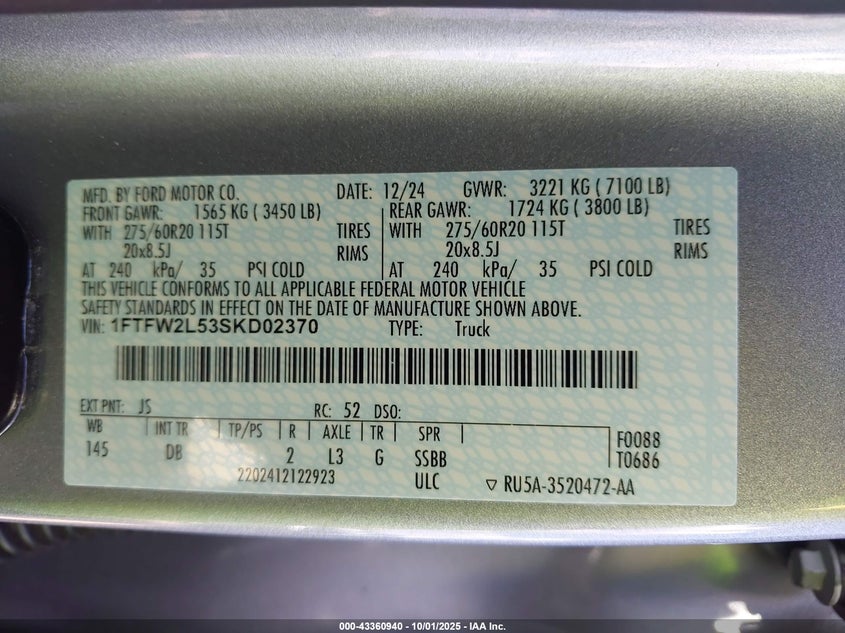 MFD. BY FORD MOTOR CO. DATE: 12/24 GVWR: 3221 KG ( 7100 LB)
FRONT GAWR: 1565 KG ( 3450 LB) REAR GAWR: 1724 KG ( 3800 LB)
WITH 275/60R20 115T TIRES WITH 275/60R20 115T TIRES
20x8.5J RIMS 20x8.5J RIMS
AT 240 kPa/ 35 PSI COLD AT 240 kPa/ 35 PSI COLD
THIS VEHICLE CONFORMS TO ALL APPLICABLE FEDERAL MOTOR VEHICLE
SAFETY STANDARDS IN EFFECT ON THE DATE OF MANUFACTURE SHOWN ABOVE.
VIN: 1FTFW2L53SKD02370 TYPE: Truck
EXT PNT: JS RC: 52 DSO:
WB INT TR TP/PS R AXLE TR SPR F0088
145 DB 2 L3 G SSBB T0686
2202412122923 ULC ▽ RU5A-3520472-AA
000-43360940 - 10/01/2025 - IAA Inc.